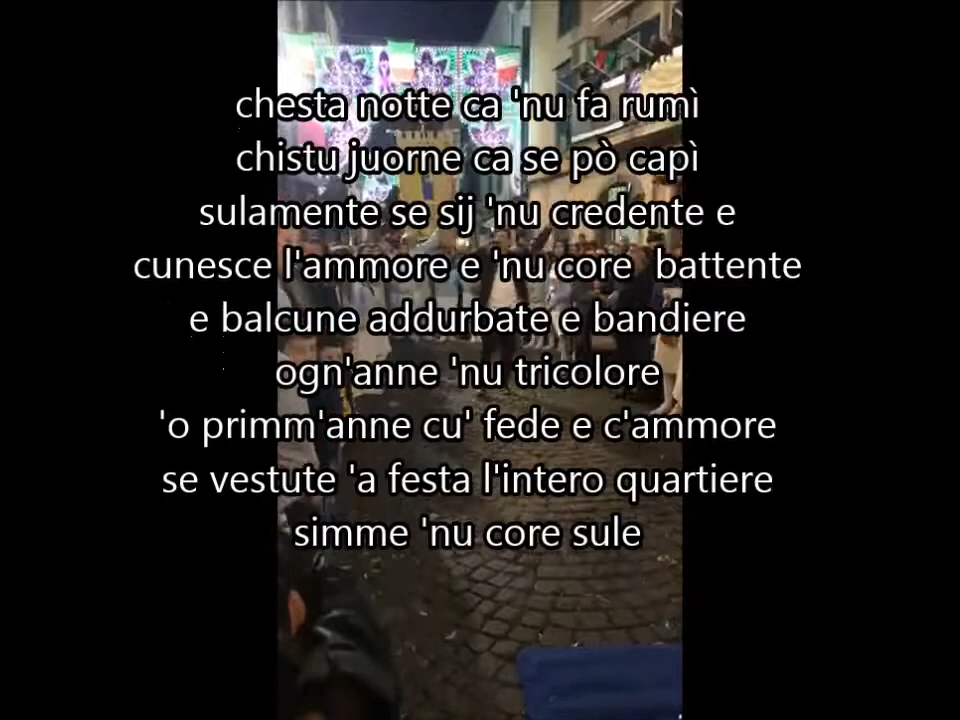 chesta notte ca 'nu fa rumì
chistu juorne ca se pò capì
sulamente se sij 'nu credente e
cunesce l'ammore e 'nu core battente
e balcune addurbate e bandiere
ogn'anne 'nu tricolore
'o primm'anne cu' fede e c'ammore
se vestute 'a festa l'intero quartiere
simme 'nu core sule